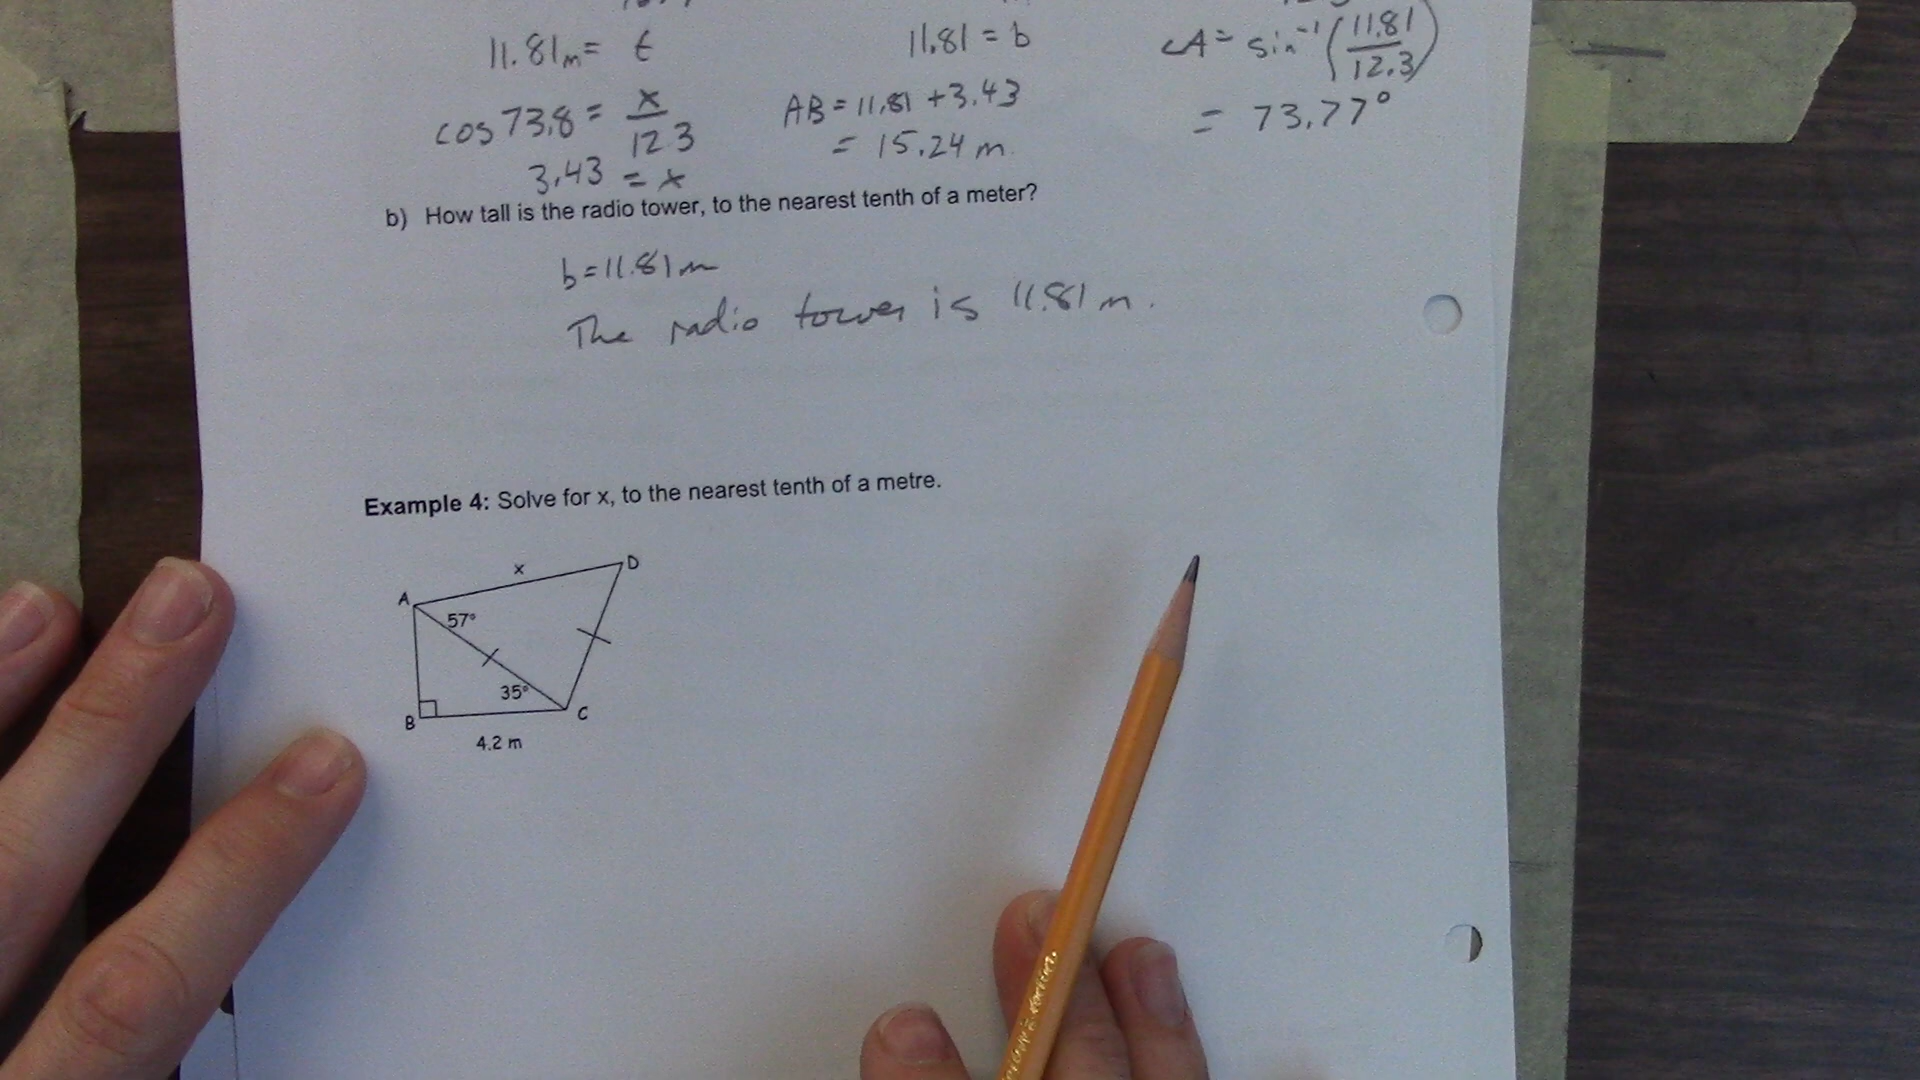 11.81m = t
11.81 = b
∠A = sin⁻¹(11.81/12.3)
cos 73.8 = x/12.3
AB = 11.81 + 3.43
= 73.77°
= 15.24 m
3.43 = x
b) How tall is the radio tower, to the nearest tenth of a meter?
b = 11.81 m
The radio tower is 11.81 m.
Example 4: Solve for x, to the nearest tenth of a metre.
x
D
A
57°
35°
B
C
4.2 m